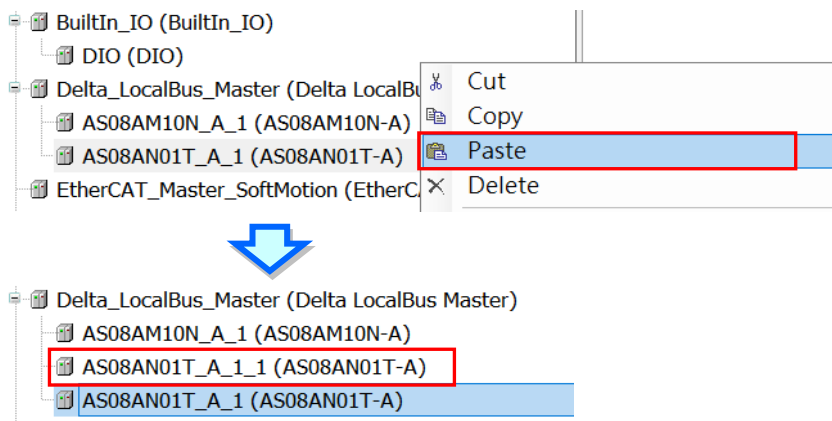 BuiltIn_IO (BuiltIn_IO)
DIO (DIO)
Delta_LocalBus_Master (Delta LocalBu
AS08AM10N_A_1 (AS08AM10N-A)
AS08AN01T_A_1 (AS08AN01T-A)
EtherCAT_Master_SoftMotion (EtherC
Cut
Copy
Paste
Delete
Delta_LocalBus_Master (Delta LocalBus Master)
AS08AM10N_A_1 (AS08AM10N-A)
AS08AN01T_A_1_1 (AS08AN01T-A)
AS08AN01T_A_1 (AS08AN01T-A)